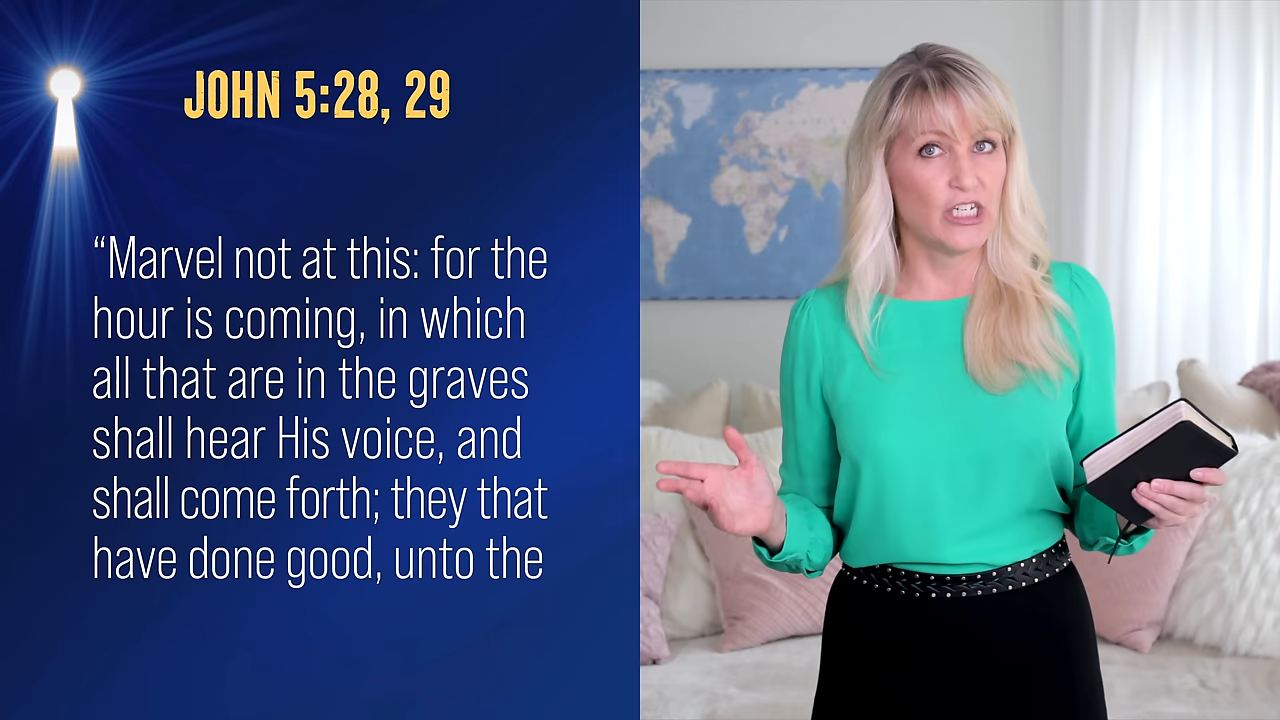 JOHN 5:28, 29
“Marvel not at this: for the
hour is coming, in which
all that are in the graves
shall hear His voice, and
shall come forth; they that
have done good, unto the